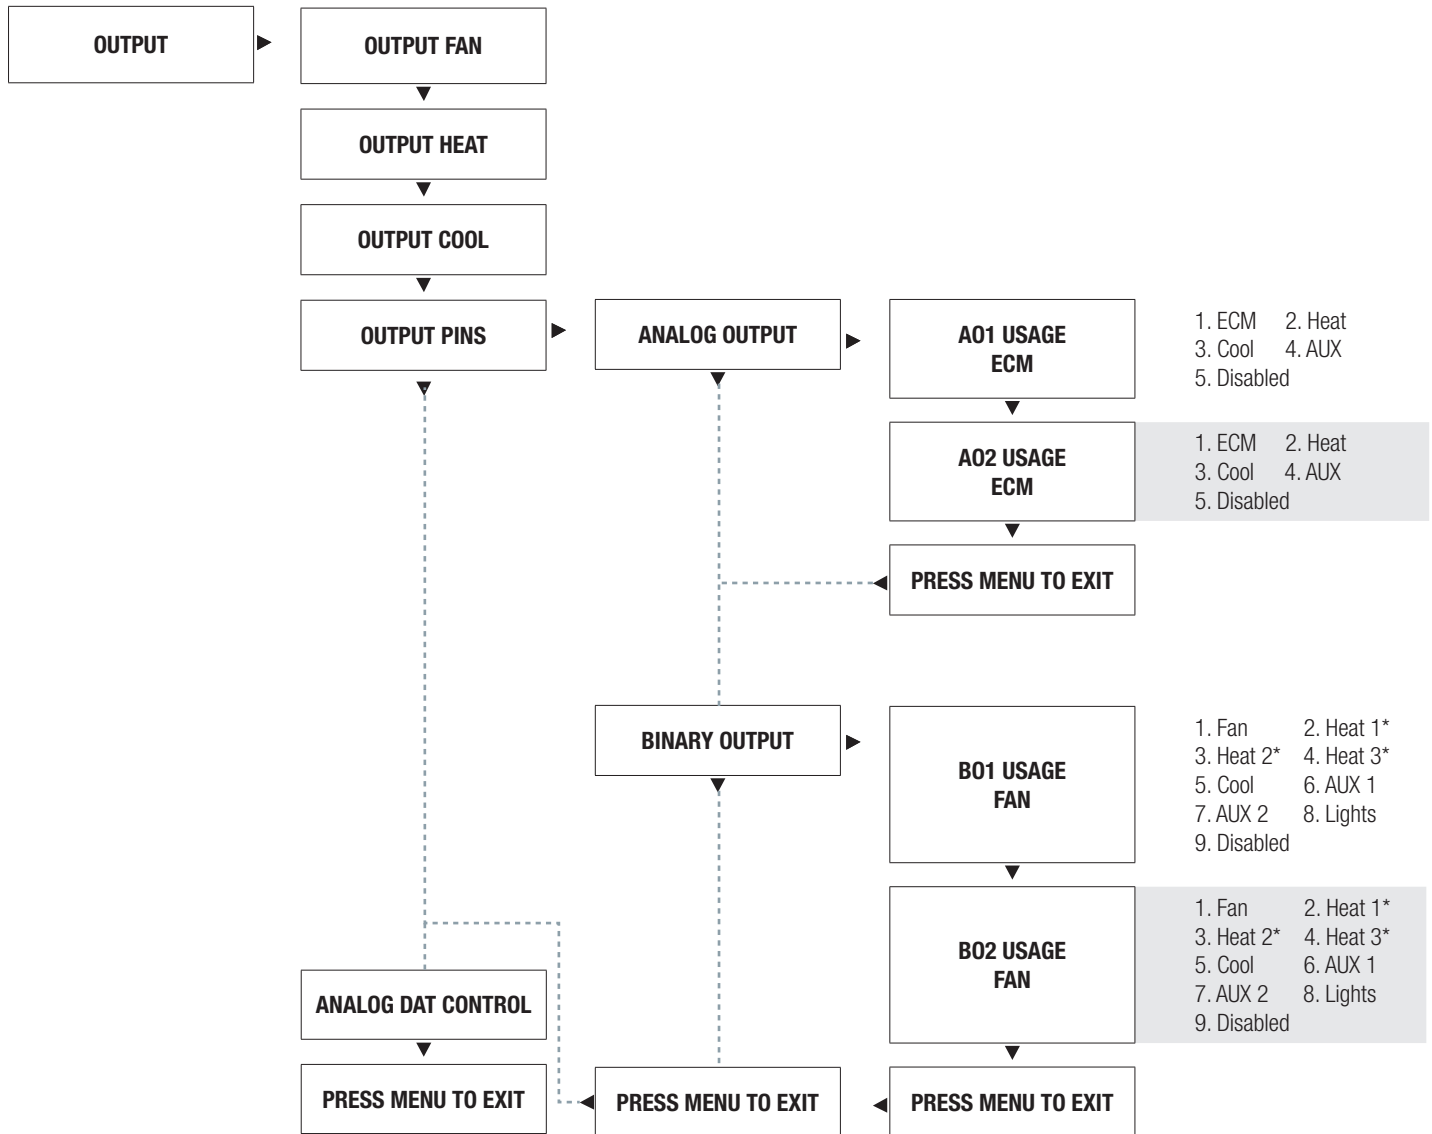 OUTPUT
OUTPUT FAN
OUTPUT HEAT
OUTPUT COOL
OUTPUT PINS
ANALOG OUTPUT
AO1 USAGE
ECM
1. ECM 2. Heat
3. Cool 4. AUX
5. Disabled
AO2 USAGE
ECM
1. ECM 2. Heat
3. Cool 4. AUX
5. Disabled
PRESS MENU TO EXIT
BINARY OUTPUT
BO1 USAGE
FAN
1. Fan 2. Heat 1*
3. Heat 2* 4. Heat 3*
5. Cool 6. AUX 1
7. AUX 2 8. Lights
9. Disabled
BO2 USAGE
FAN
1. Fan 2. Heat 1*
3. Heat 2* 4. Heat 3*
5. Cool 6. AUX 1
7. AUX 2 8. Lights
9. Disabled
ANALOG DAT CONTROL
PRESS MENU TO EXIT
PRESS MENU TO EXIT
PRESS MENU TO EXIT